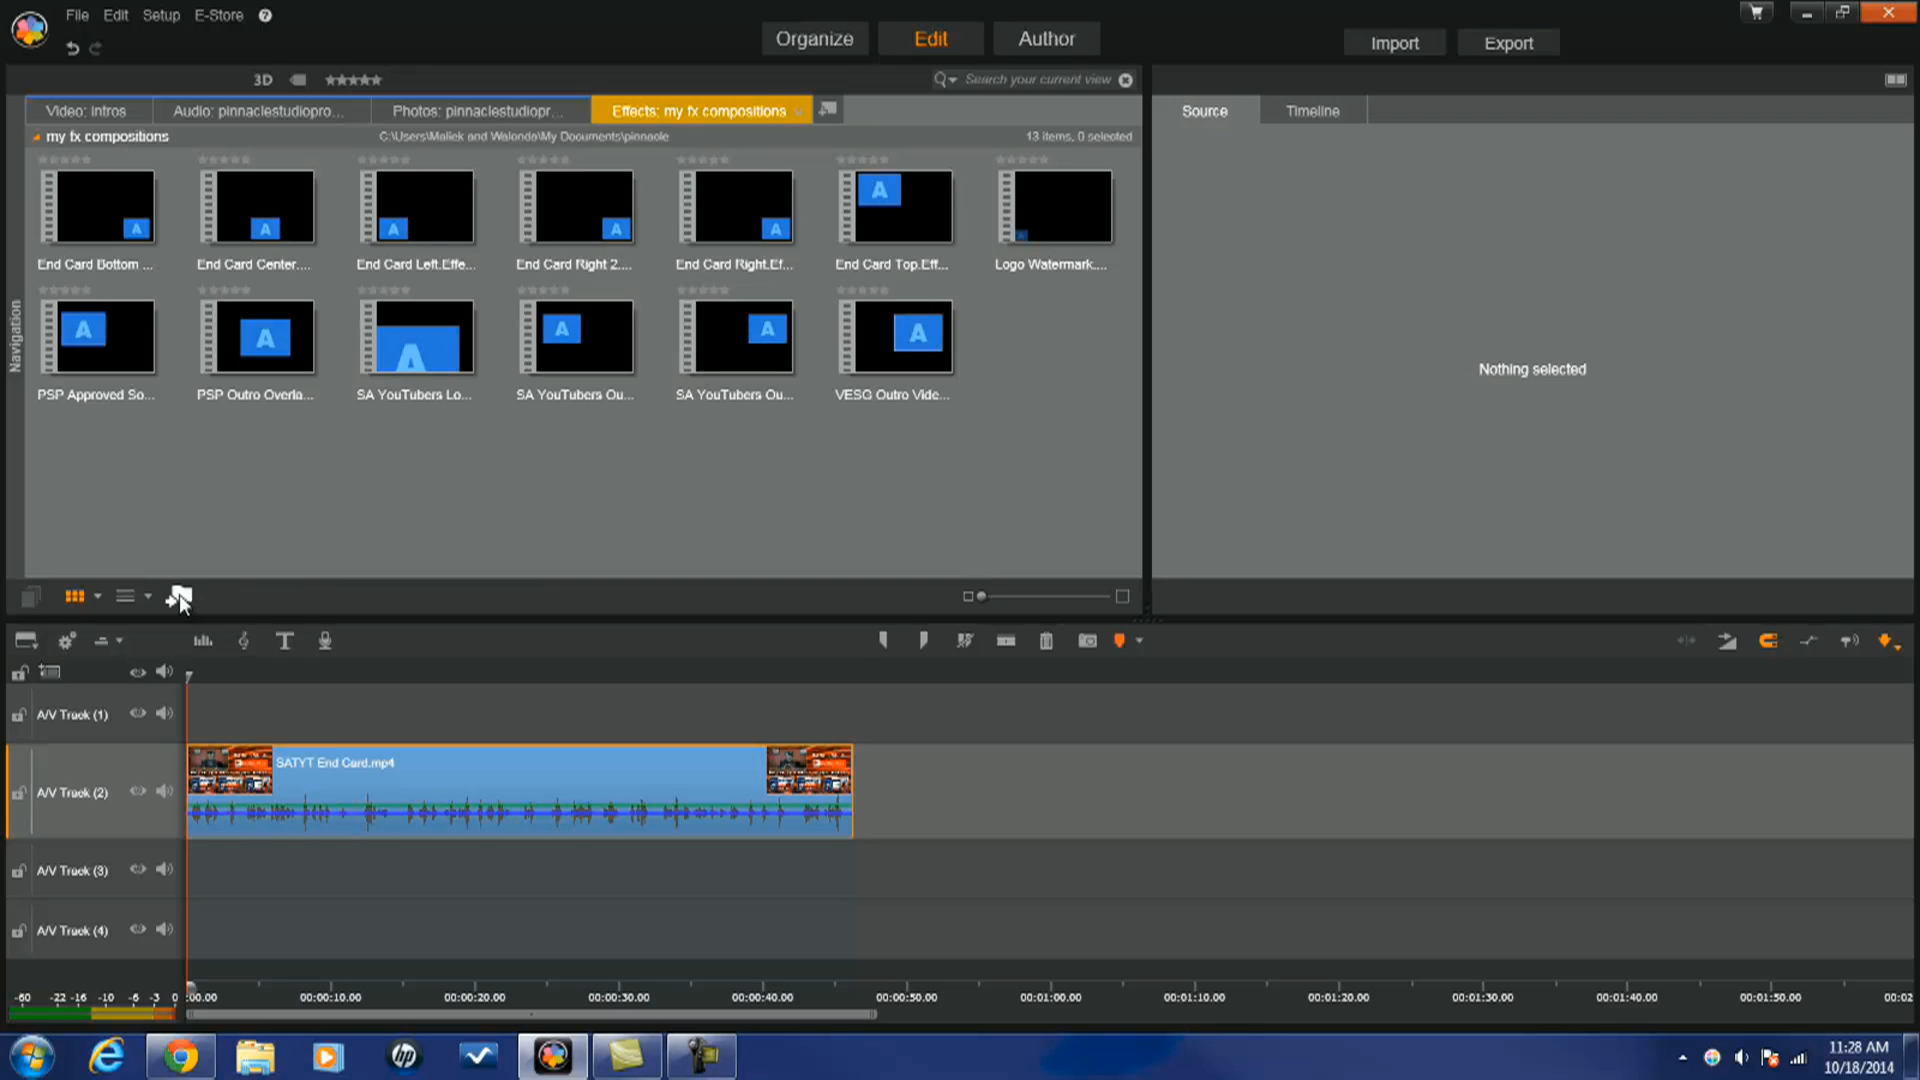 File Edit Setup E-Store ?
Organize Edit Author Import Export
3D Search your current view
Video: Intros Audio: pinnaclestudiopro... Photos: pinnaclestudiopr... Effects: my fx compositions
Source Timeline
my fx compositions C:\Users\Maliek and Walonda\My Documents\pinnacle 13 items, 0 selected
End Card Bottom ... End Card Center.... End Card Left.Effe... End Card Right 2.... End Card Right.Ef... End Card Top.Eff... Logo Watermark....
PSP Approved So... PSP Outro Overla... SA YouTubers Lo... SA YouTubers Ou... SA YouTubers Ou... VESG Outro Vide...
Navigation
Nothing selected
A/V Track (1)
SATYT End Card.mp4
A/V Track (2)
A/V Track (3)
A/V Track (4)
-60 -22 -16 -10 -6 -3 0 :00.00 00:00:10.00 00:00:20.00 00:00:30.00 00:00:40.00 00:00:50.00 00:01:00.00 00:01:10.00 00:01:20.00 00:01:30.00 00:01:40.00 00:01:50.00 00:02
11:28 AM
10/18/2014